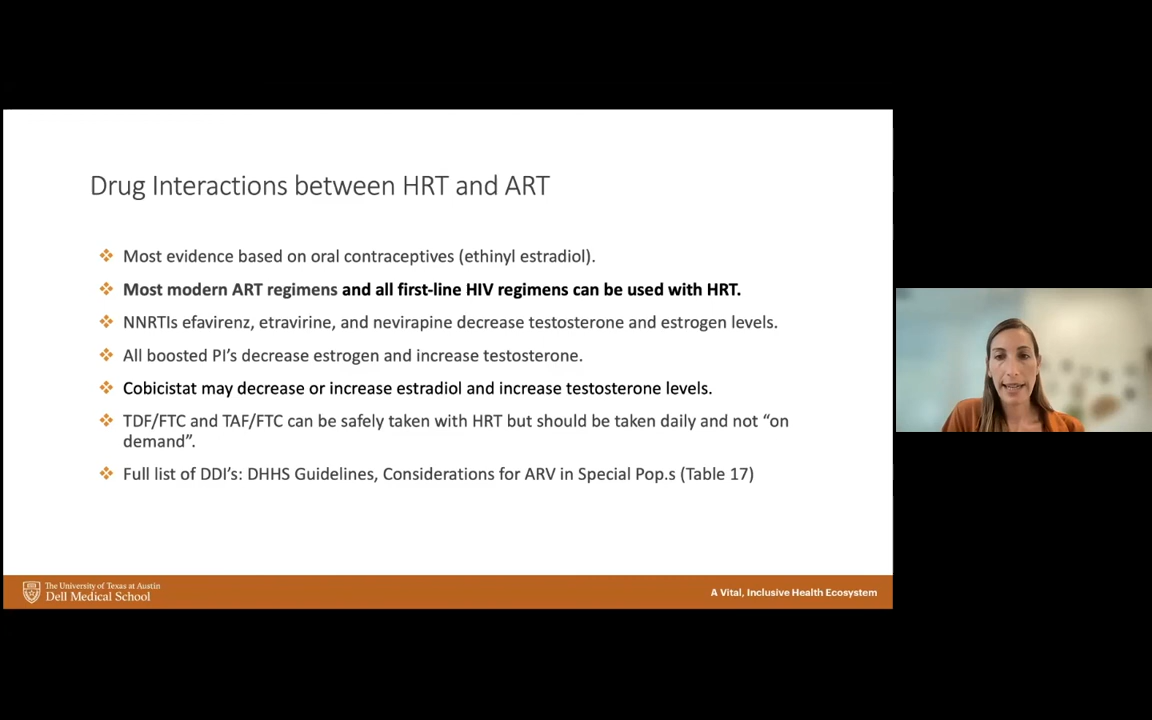 Drug Interactions between HRT and ART
Most evidence based on oral contraceptives (ethinyl estradiol).
Most modern ART regimens and all first-line HIV regimens can be used with HRT.
NNRTIs efavirenz, etravirine, and nevirapine decrease testosterone and estrogen levels.
All boosted PI's decrease estrogen and increase testosterone.
Cobicistat may decrease or increase estradiol and increase testosterone levels.
TDF/FTC and TAF/FTC can be safely taken with HRT but should be taken daily and not “on
demand”.
Full list of DDI's: DHHS Guidelines, Considerations for ARV in Special Pop.s (Table 17)
The University of Texas at Austin
Dell Medical School
A Vital, Inclusive Health Ecosystem